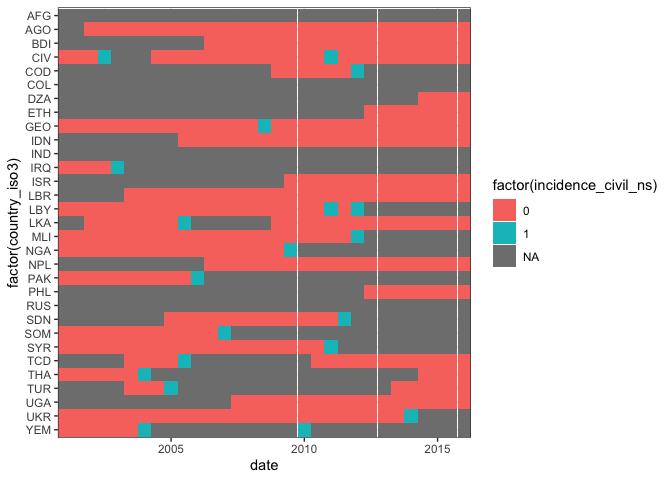 AFG
AGO
BDI
CIV
COD
COL
DZA
ETH
GEO
IDN
IND
IRQ
ISR
LBR
LBY
LKA
MLI
NGA
NPL
PAK
PHL
RUS
SDN
SOM
SYR
TCD
THA
TUR
UGA
UKR
YEM
factor(country_iso3)
2005
2010
2015
date
factor(incidence_civil_ns)
0
1
NA